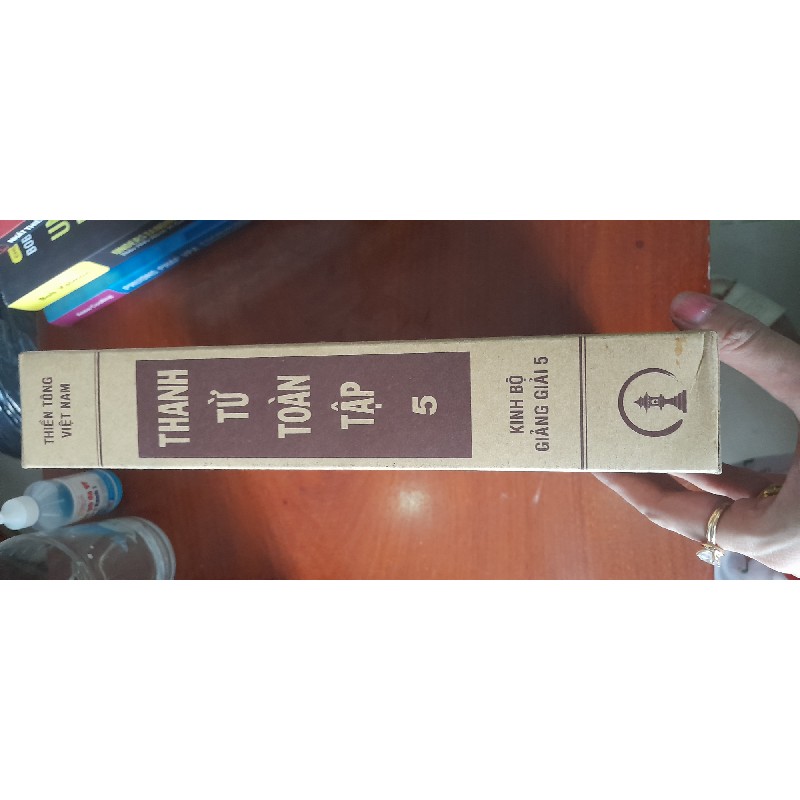 THIỀN TÔNG
VIỆT NAM
THANH
TỪ
TOÀN
TẬP
5
KINH BỘ
GIẢNG GIẢI 5